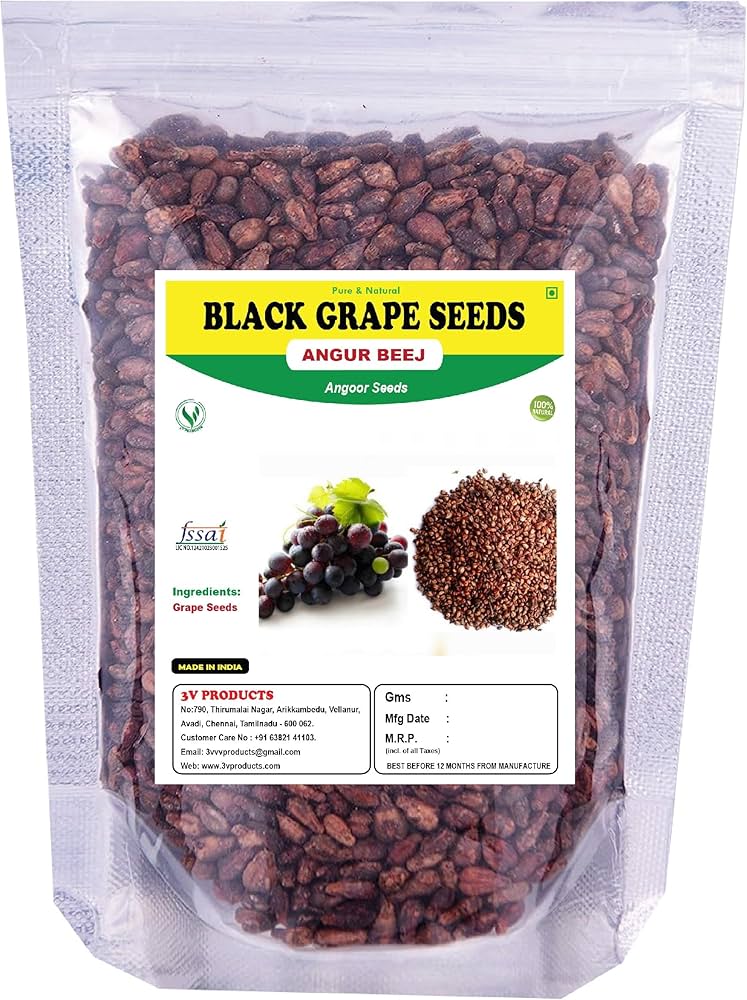 Pure & Natural
BLACK GRAPE SEEDS
ANGUR BEEJ
Angoor Seeds
100%
NATURAL
fssai
LIC NO.12421025001525
Ingredients:
Grape Seeds
MADE IN INDIA
3V PRODUCTS
No:790, Thirumalai Nagar, Arikkambedu, Vellanur,
Avadi, Chennai, Tamilnadu - 600 062.
Customer Care No : +91 63821 41103.
Email: 3vvvproducts@gmail.com
Web: www.3vproducts.com
Gms :
Mfg Date :
M.R.P. :
(incl. of all Taxes)
BEST BEFORE 12 MONTHS FROM MANUFACTURE